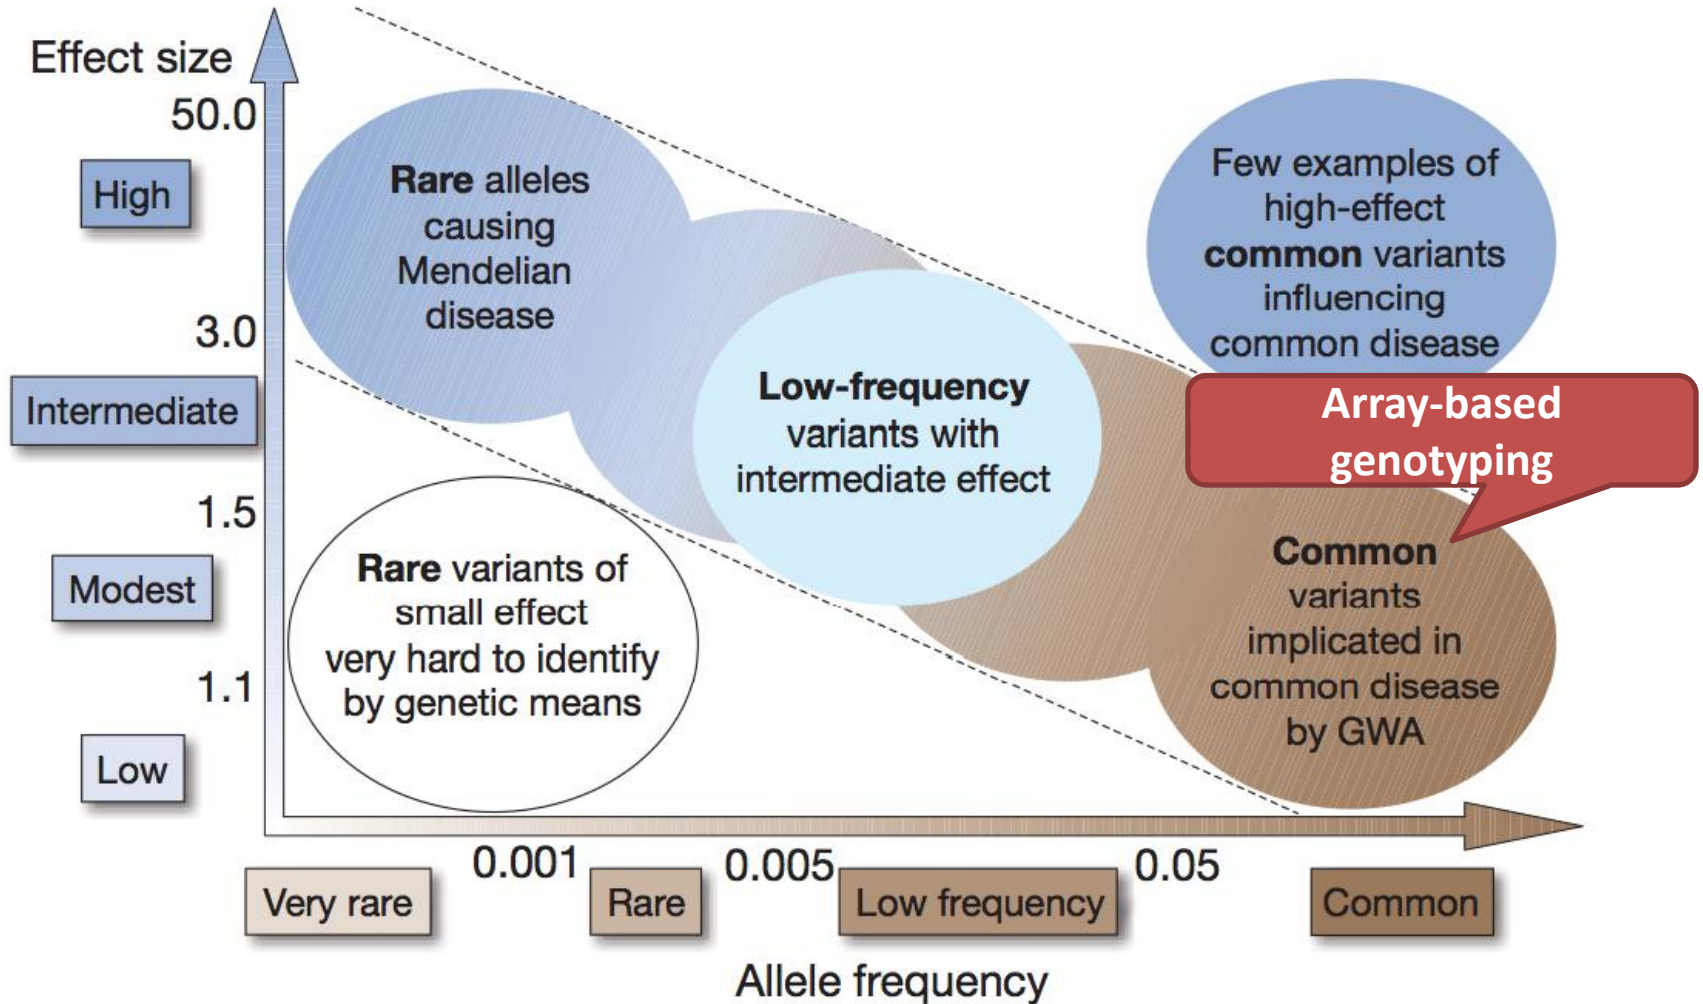 Effect size
50.0
High
3.0
Intermediate
1.5
Modest
1.1
Low
Rare alleles
causing
Mendelian
disease
Few examples of
high-effect
common variants
influencing
common disease
Low-frequency
variants with
intermediate effect
Array-based
genotyping
Rare variants of
small effect
very hard to identify
by genetic means
Common
variants
implicated in
common disease
by GWA
0.001
0.005
0.05
Very rare
Rare
Low frequency
Common
Allele frequency